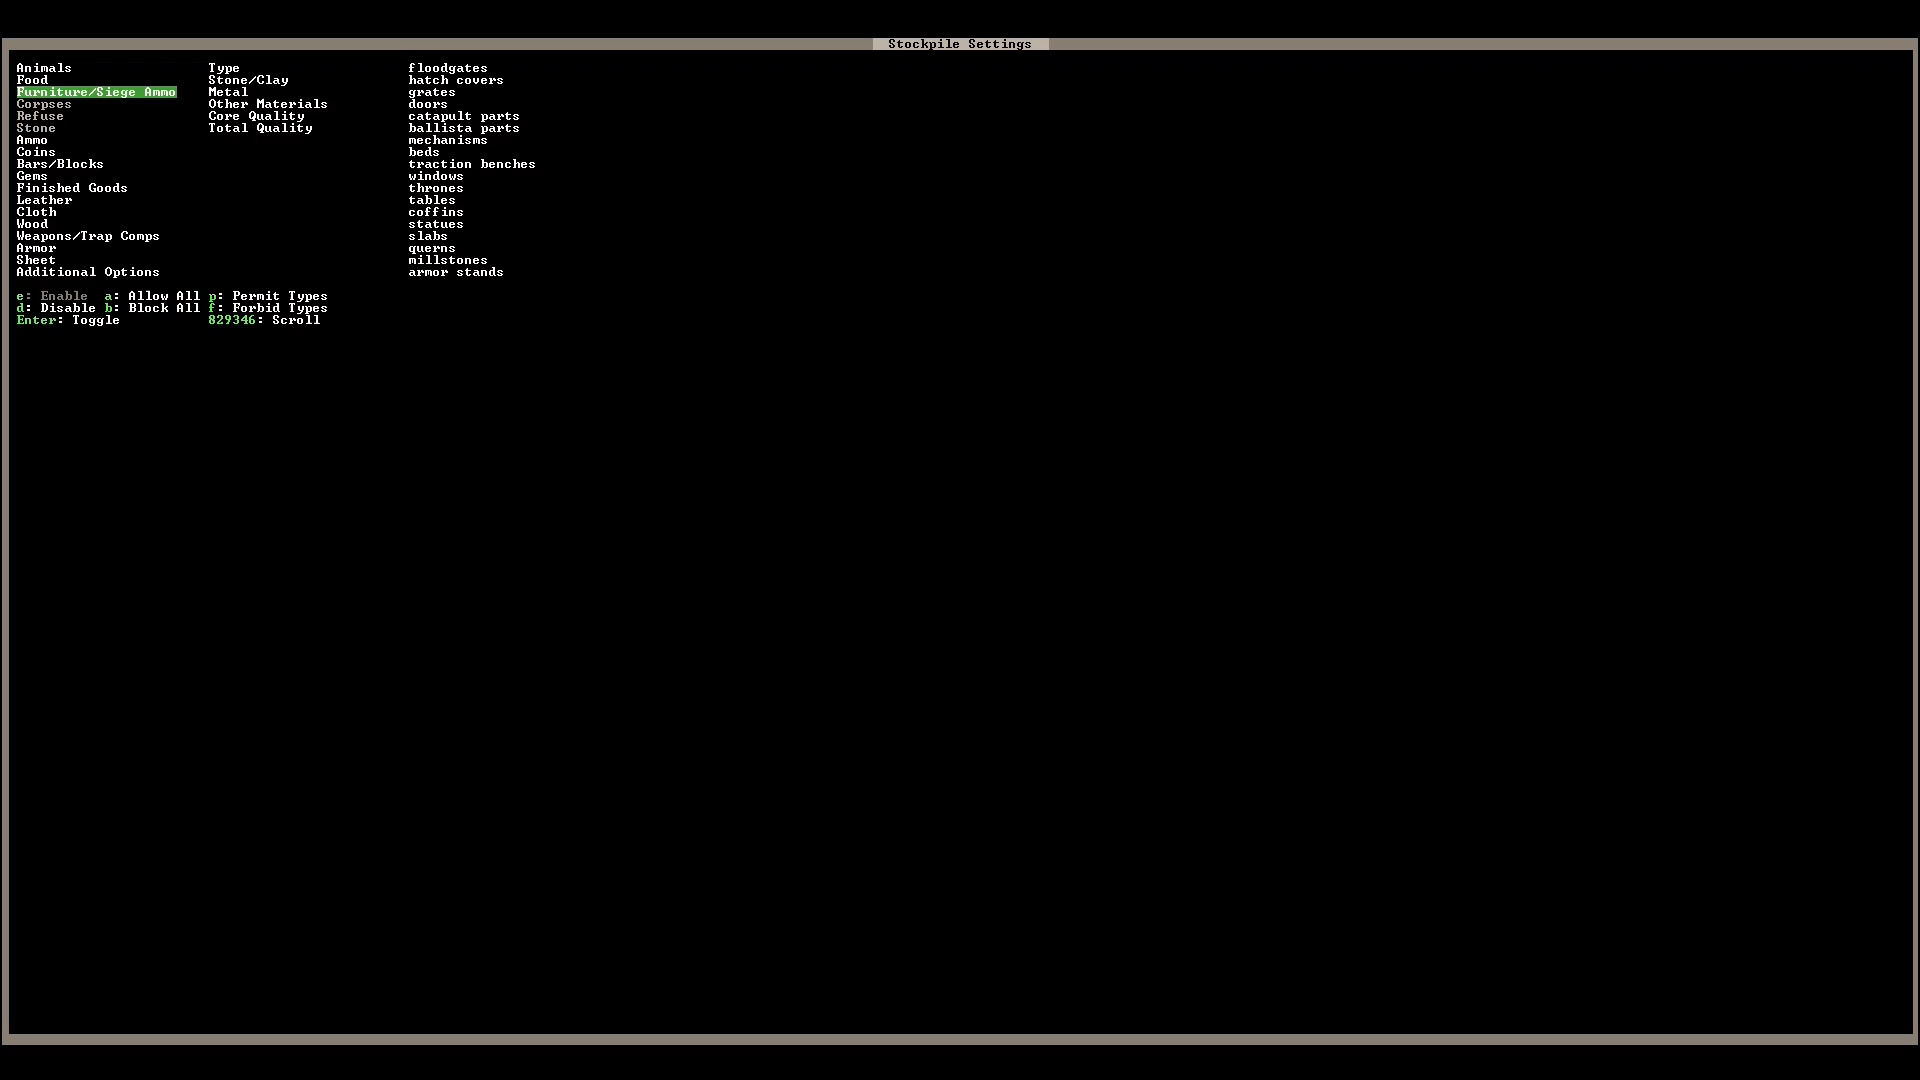 Stockpile Settings
Animals Type floodgates
Food Stone/Clay hatch covers
Furniture/Siege Ammo Metal grates
Corpses Other Materials doors
Refuse Core Quality catapult parts
Stone Total Quality ballista parts
Ammo mechanisms
Coins beds
Bars/Blocks traction benches
Gems windows
Finished Goods thrones
Leather tables
Cloth coffins
Wood statues
Weapons/Trap Comps slabs
Armor querns
Sheet millstones
Additional Options armor stands
e: Enable a: Allow All p: Permit Types
d: Disable b: Block All f: Forbid Types
Enter: Toggle 829346: Scroll